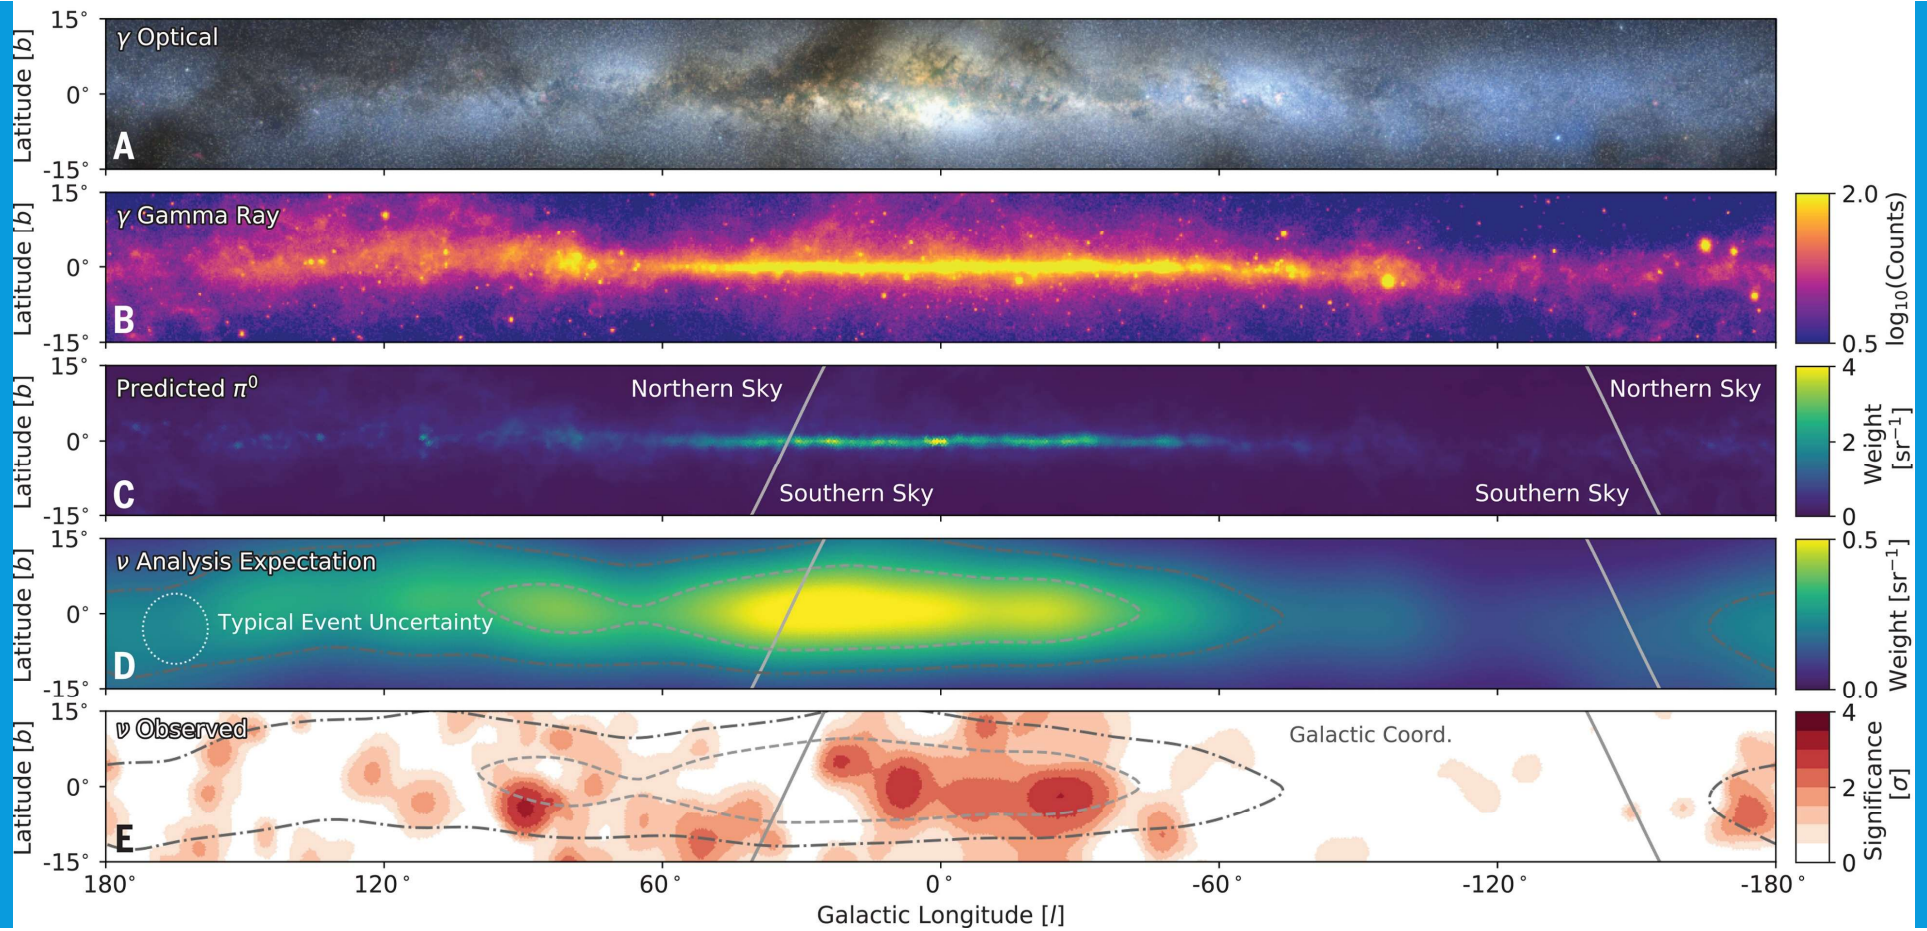 15°
0°
-15°
Latitude [b]
γ Optical
A
15°
0°
-15°
Latitude [b]
γ Gamma Ray
B
2.0
0.5
log₁₀(Counts)
15°
0°
-15°
Latitude [b]
Predicted π⁰
Northern Sky
Northern Sky
Southern Sky
Southern Sky
C
4
2
0
Weight
[sr⁻¹]
15°
0°
-15°
Latitude [b]
ν Analysis Expectation
Typical Event Uncertainty
D
0.5
0.0
Weight [sr⁻¹]
15°
0°
-15°
Latitude [b]
ν Observed
Galactic Coord.
E
4
2
0
Significance
[σ]
180°
120°
60°
0°
-60°
-120°
-180°
Galactic Longitude [l]